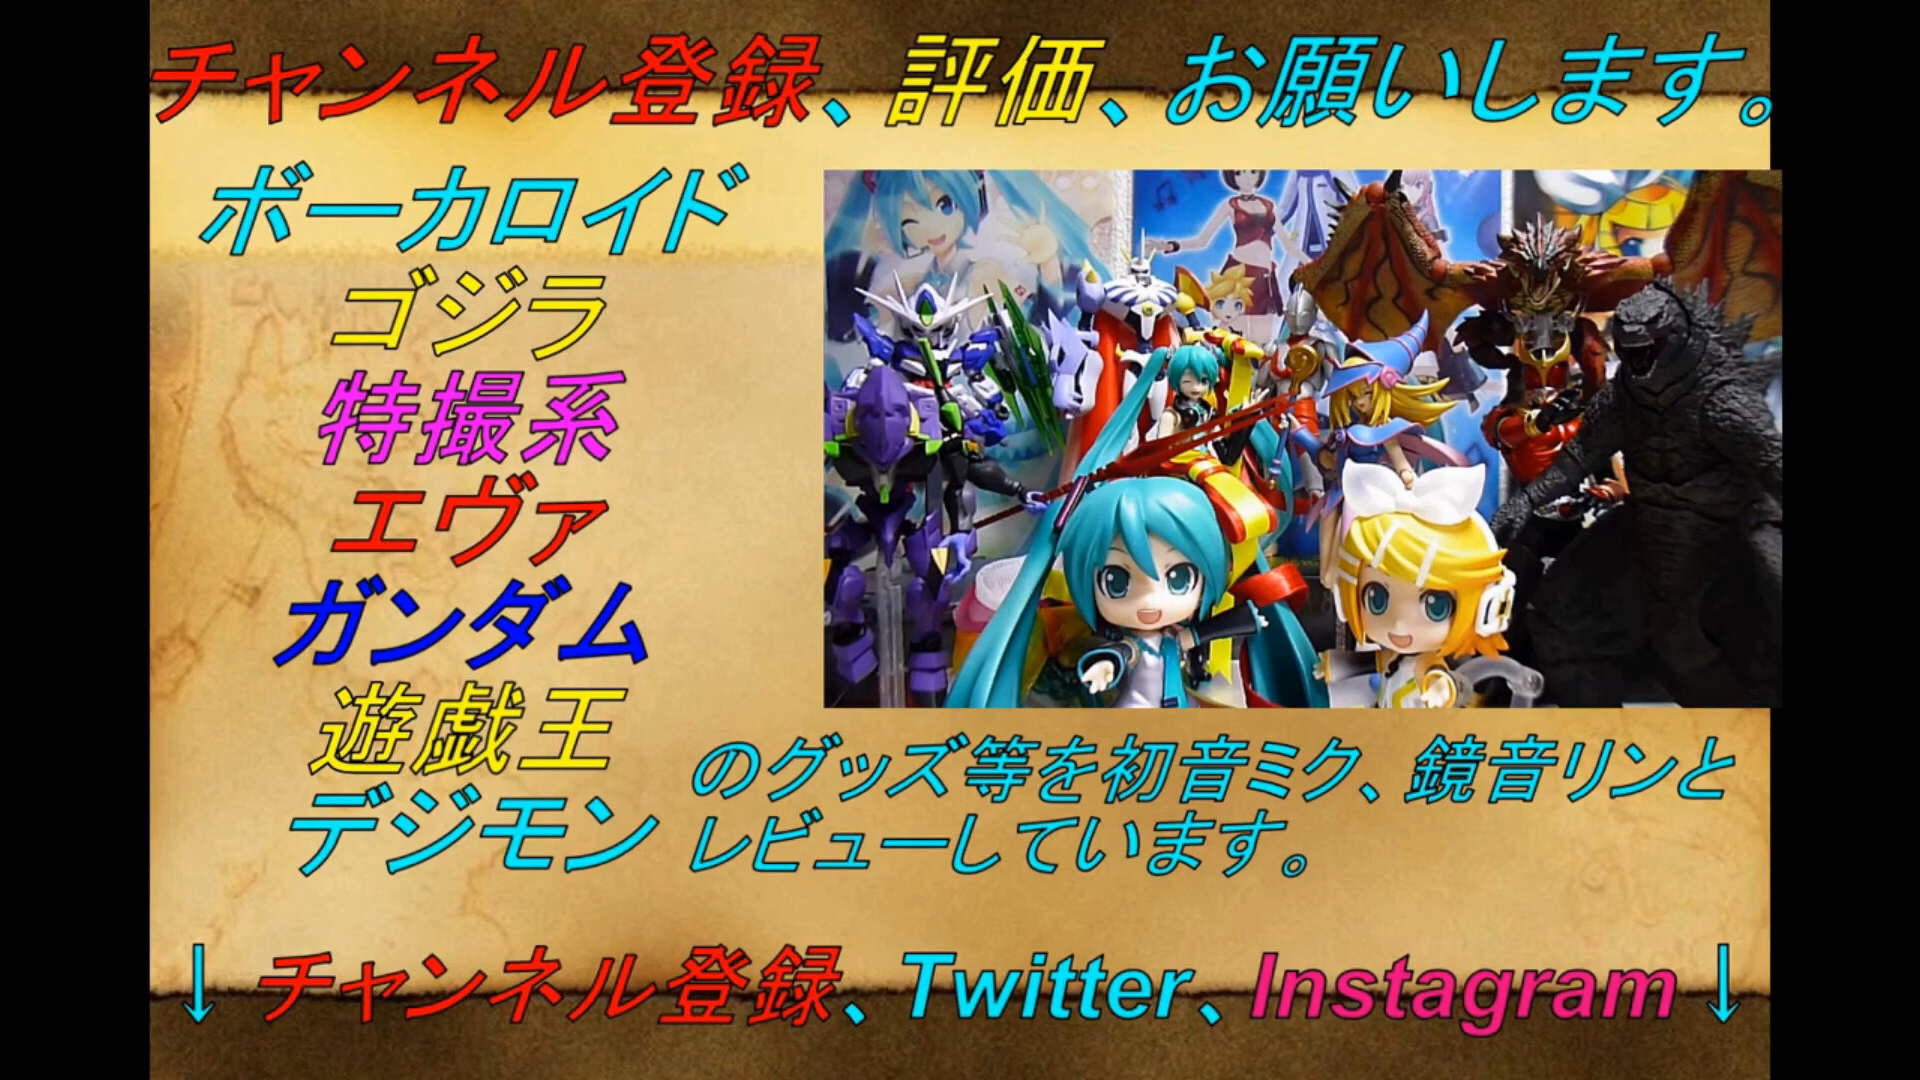 チャンネル登録、評価、お願いします。
ボーカロイド
ゴジラ
特撮系
エヴァ
ガンダム
遊戯王
デジモン
のグッズ等を初音ミク、鏡音リンと
レビューしています。
↓チャンネル登録、Twitter、Instagram↓